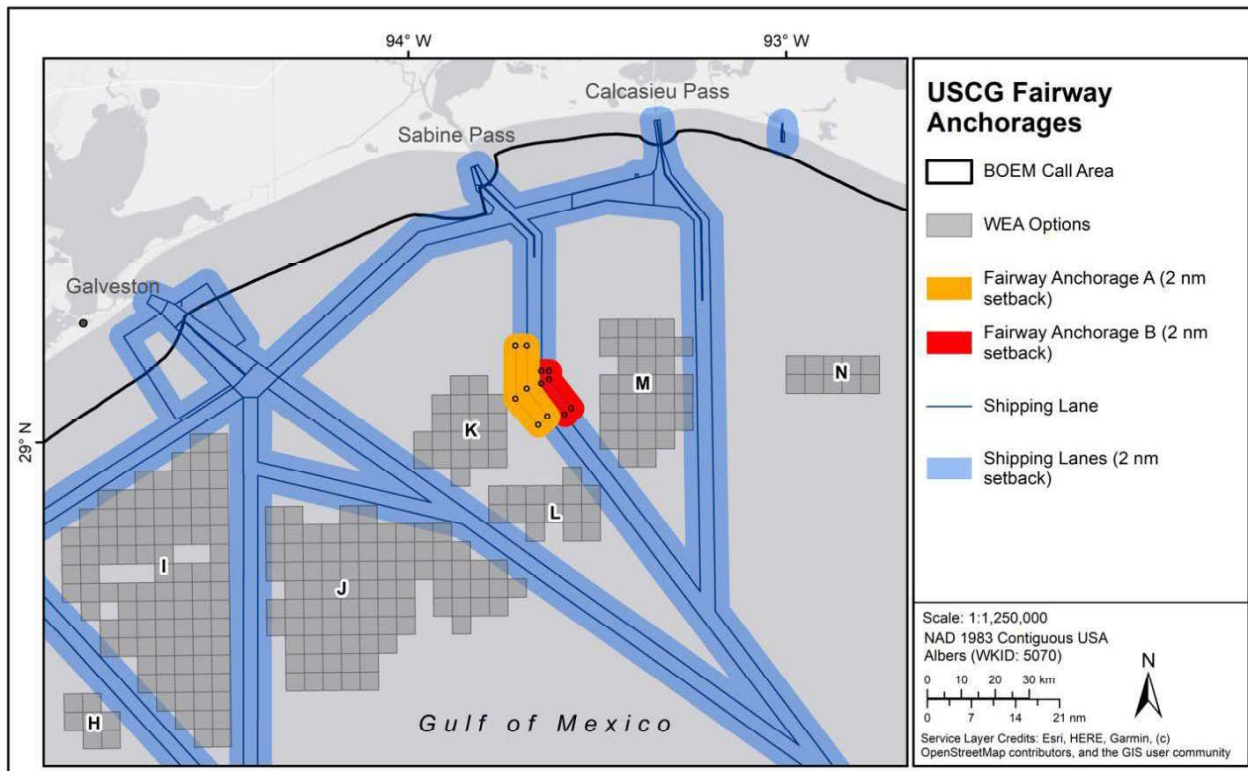 94° W
93° W
29° N
Calcasieu Pass
Sabine Pass
Galveston
M
N
K
L
I
J
H
Gulf of Mexico
USCG Fairway
Anchorages
BOEM Call Area
WEA Options
Fairway Anchorage A (2 nm
setback)
Fairway Anchorage B (2 nm
setback)
Shipping Lane
Shipping Lanes (2 nm
setback)
Scale: 1:1,250,000
NAD 1983 Contiguous USA
Albers (WKID: 5070)
N
0 10 20 30 km
0 7 14 21 nm
Service Layer Credits: Esri, HERE, Garmin, (c)
OpenStreetMap contributors, and the GIS user community